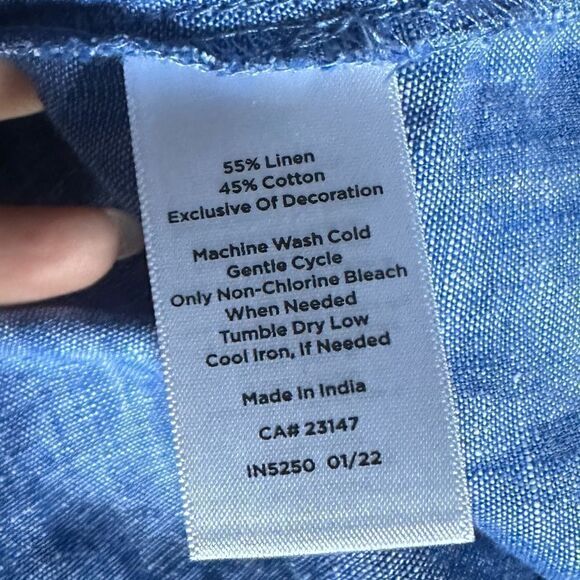 55% Linen
45% Cotton
Exclusive Of Decoration
Machine Wash Cold
Gentle Cycle
Only Non-Chlorine Bleach
When Needed
Tumble Dry Low
Cool Iron, If Needed
Made in India
CA# 23147
IN5250 01/22